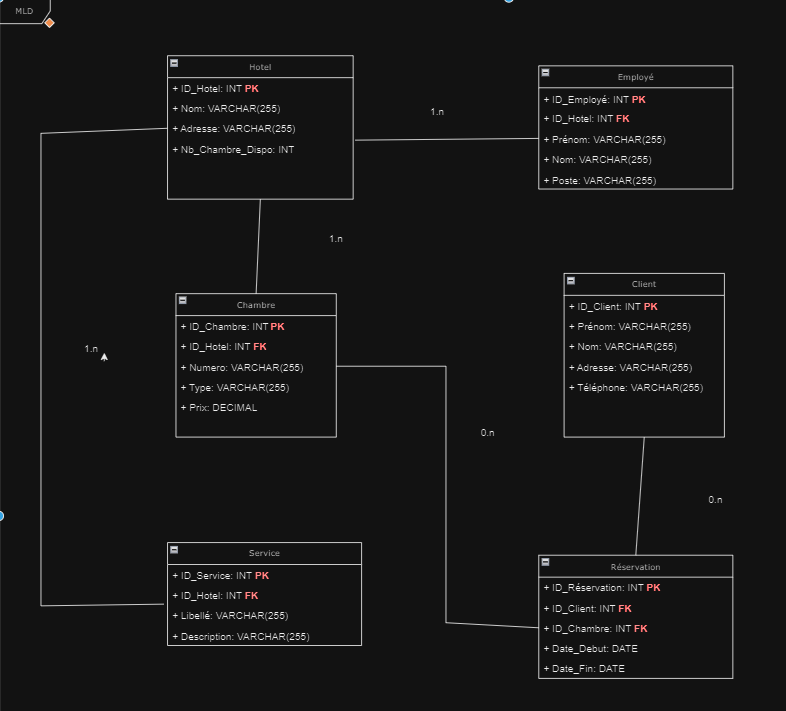 MLD
Hotel
+ ID_Hotel: INT PK
+ Nom: VARCHAR(255)
+ Adresse: VARCHAR(255)
+ Nb_Chambre_Dispo: INT
1.n
Employé
+ ID_Employé: INT PK
+ ID_Hotel: INT FK
+ Prénom: VARCHAR(255)
+ Nom: VARCHAR(255)
+ Poste: VARCHAR(255)
1.n
Chambre
+ ID_Chambre: INT PK
+ ID_Hotel: INT FK
+ Numero: VARCHAR(255)
+ Type: VARCHAR(255)
+ Prix: DECIMAL
Client
+ ID_Client: INT PK
+ Prénom: VARCHAR(255)
+ Nom: VARCHAR(255)
+ Adresse: VARCHAR(255)
+ Téléphone: VARCHAR(255)
1.n
0.n
0.n
Service
+ ID_Service: INT PK
+ ID_Hotel: INT FK
+ Libellé: VARCHAR(255)
+ Description: VARCHAR(255)
Réservation
+ ID_Réservation: INT PK
+ ID_Client: INT FK
+ ID_Chambre: INT FK
+ Date_Debut: DATE
+ Date_Fin: DATE